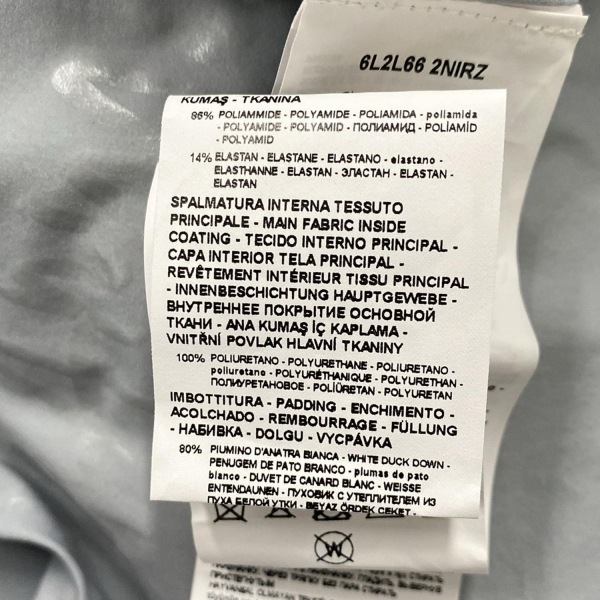 6L2L66 2NIRZ
KUMAŞ - TKANINA
86% POLIAMMIDE - POLYAMIDE - POLIAMIDA - poliamida
- POLYAMIDE - POLYAMID - ПОЛИАМИД - POLİAMİD
- POLYAMID
14% ELASTAN - ELASTANE - ELASTANO - elastano -
ELASTHANNE - ELASTAN - ЭЛАСТАН - ELASTAN -
ELASTAN
SPALMATURA INTERNA TESSUTO
PRINCIPALE - MAIN FABRIC INSIDE
COATING - TECIDO INTERNO PRINCIPAL -
CAPA INTERIOR TELA PRINCIPAL -
REVÊTEMENT INTÉRIEUR TISSU PRINCIPAL
- INNENBESCHICHTUNG HAUPTGEWEBE -
ВНУТРЕННЕЕ ПОКРЫТИЕ ОСНОВНОЙ
ТКАНИ - ANA KUMAŞ İÇ KAPLAMA -
VNITŘNÍ POVLAK HLAVNÍ TKANINY
100% POLIURETANO - POLYURETHANE - POLIURETANO -
poliuretano - POLYURÉTHANIQUE - POLYURETHAN -
ПОЛИУРЕТАНОВОЕ - POLİÜRETAN - POLYURETAN
IMBOTTITURA - PADDING - ENCHIMENTO -
ACOLCHADO - REMBOURRAGE - FÜLLUNG
- НАБИВКА - DOLGU - VYCPÁVKA
80% PIUMINO D'ANATRA BIANCA - WHITE DUCK DOWN -
PENUGEM DE PATO BRANCO - plumas de pato
blanco - DUVET DE CANARD BLANC - WEISSE
ENTENDAUNEN - ПУХОВИК С УТЕПЛИТЕЛЕМ ИЗ
ПУХА БЕЛОЙ УТКИ - BEYAZ ÖRDEK CEKET -
W